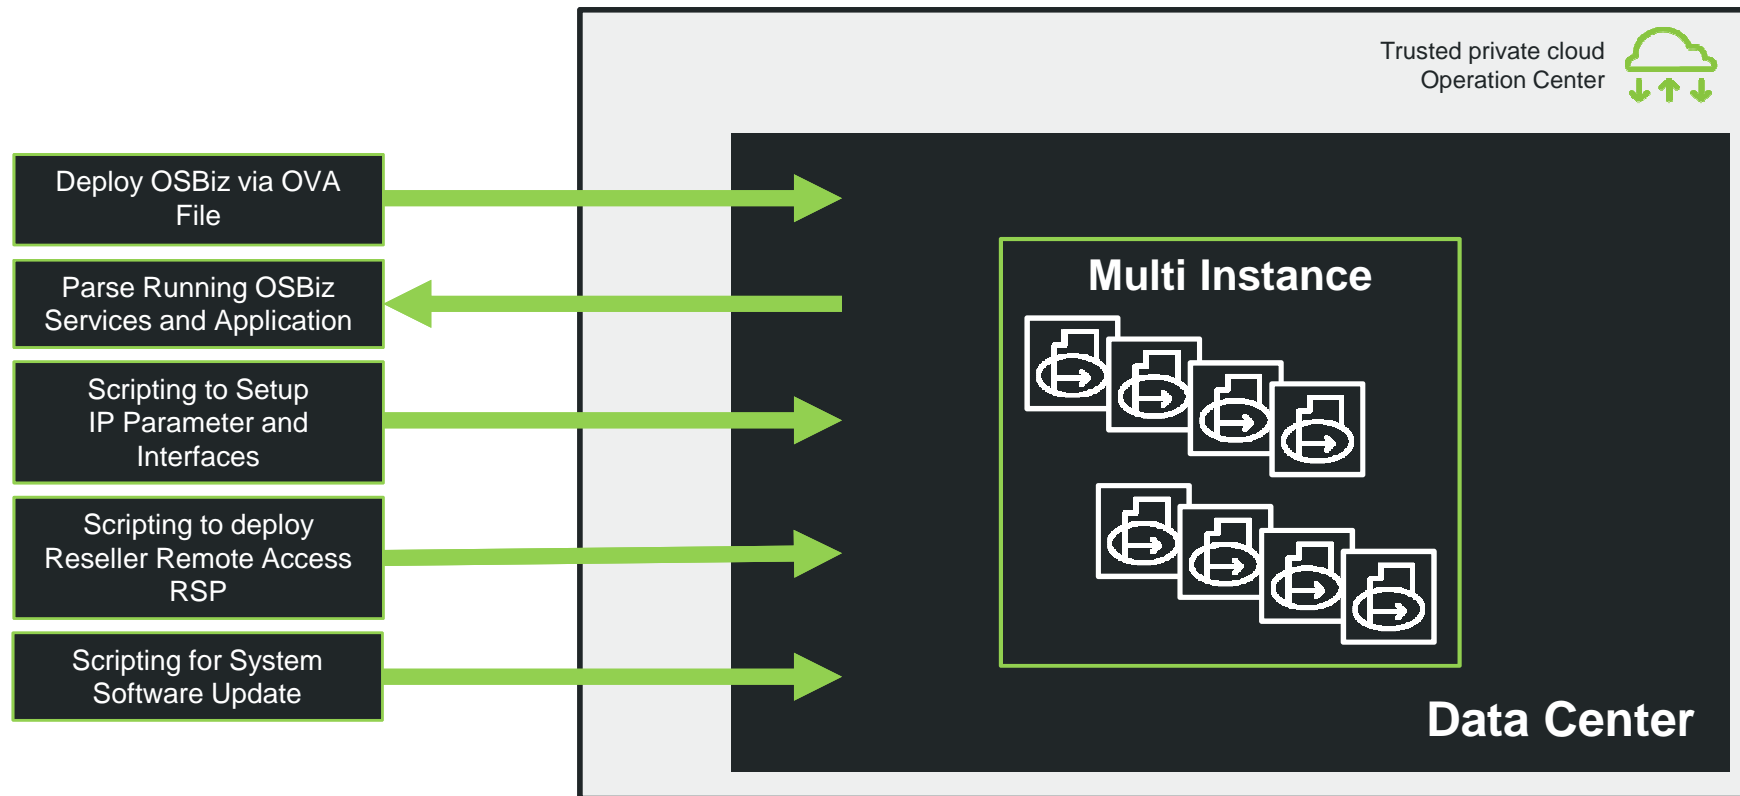 Trusted private cloud
Operation Center
Deploy OSBiz via OVA
File
Parse Running OSBiz
Services and Application
Scripting to Setup
IP Parameter and
Interfaces
Scripting to deploy
Reseller Remote Access
RSP
Scripting for System
Software Update
Multi Instance
Data Center